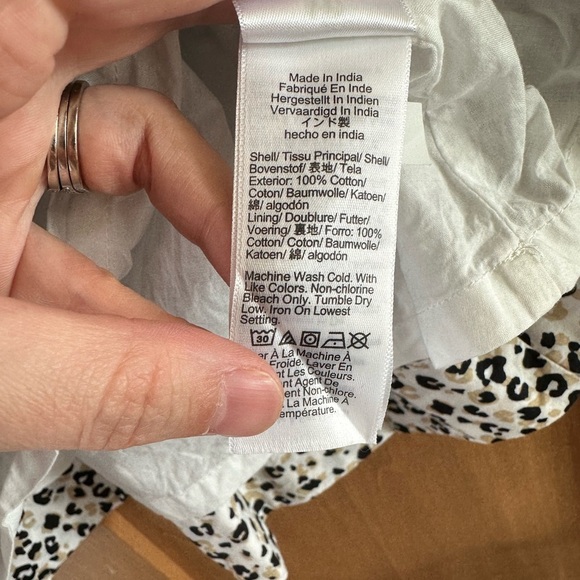 Made In India
Fabriqué En Inde
Hergestellt In Indien
Vervaardigd In India
インド製
hecho en india
Shell/ Tissu Principal/ Shell/
Bovenstof/ 表地/ Tela
Exterior: 100% Cotton/
Coton/ Baumwolle/ Katoen/
綿/ algodón
Lining/ Doublure/ Futter/
Voering/ 裏地/ Forro: 100%
Cotton/ Coton/ Baumwolle/
Katoen/ 綿/ algodón
Machine Wash Cold. With
Like Colors. Non-chlorine
Bleach Only. Tumble Dry
Low. Iron On Lowest
Setting.
30
À La Machine À
Froide. Laver En
Les Couleurs.
Agent De
Non-chlore.
La Machine À